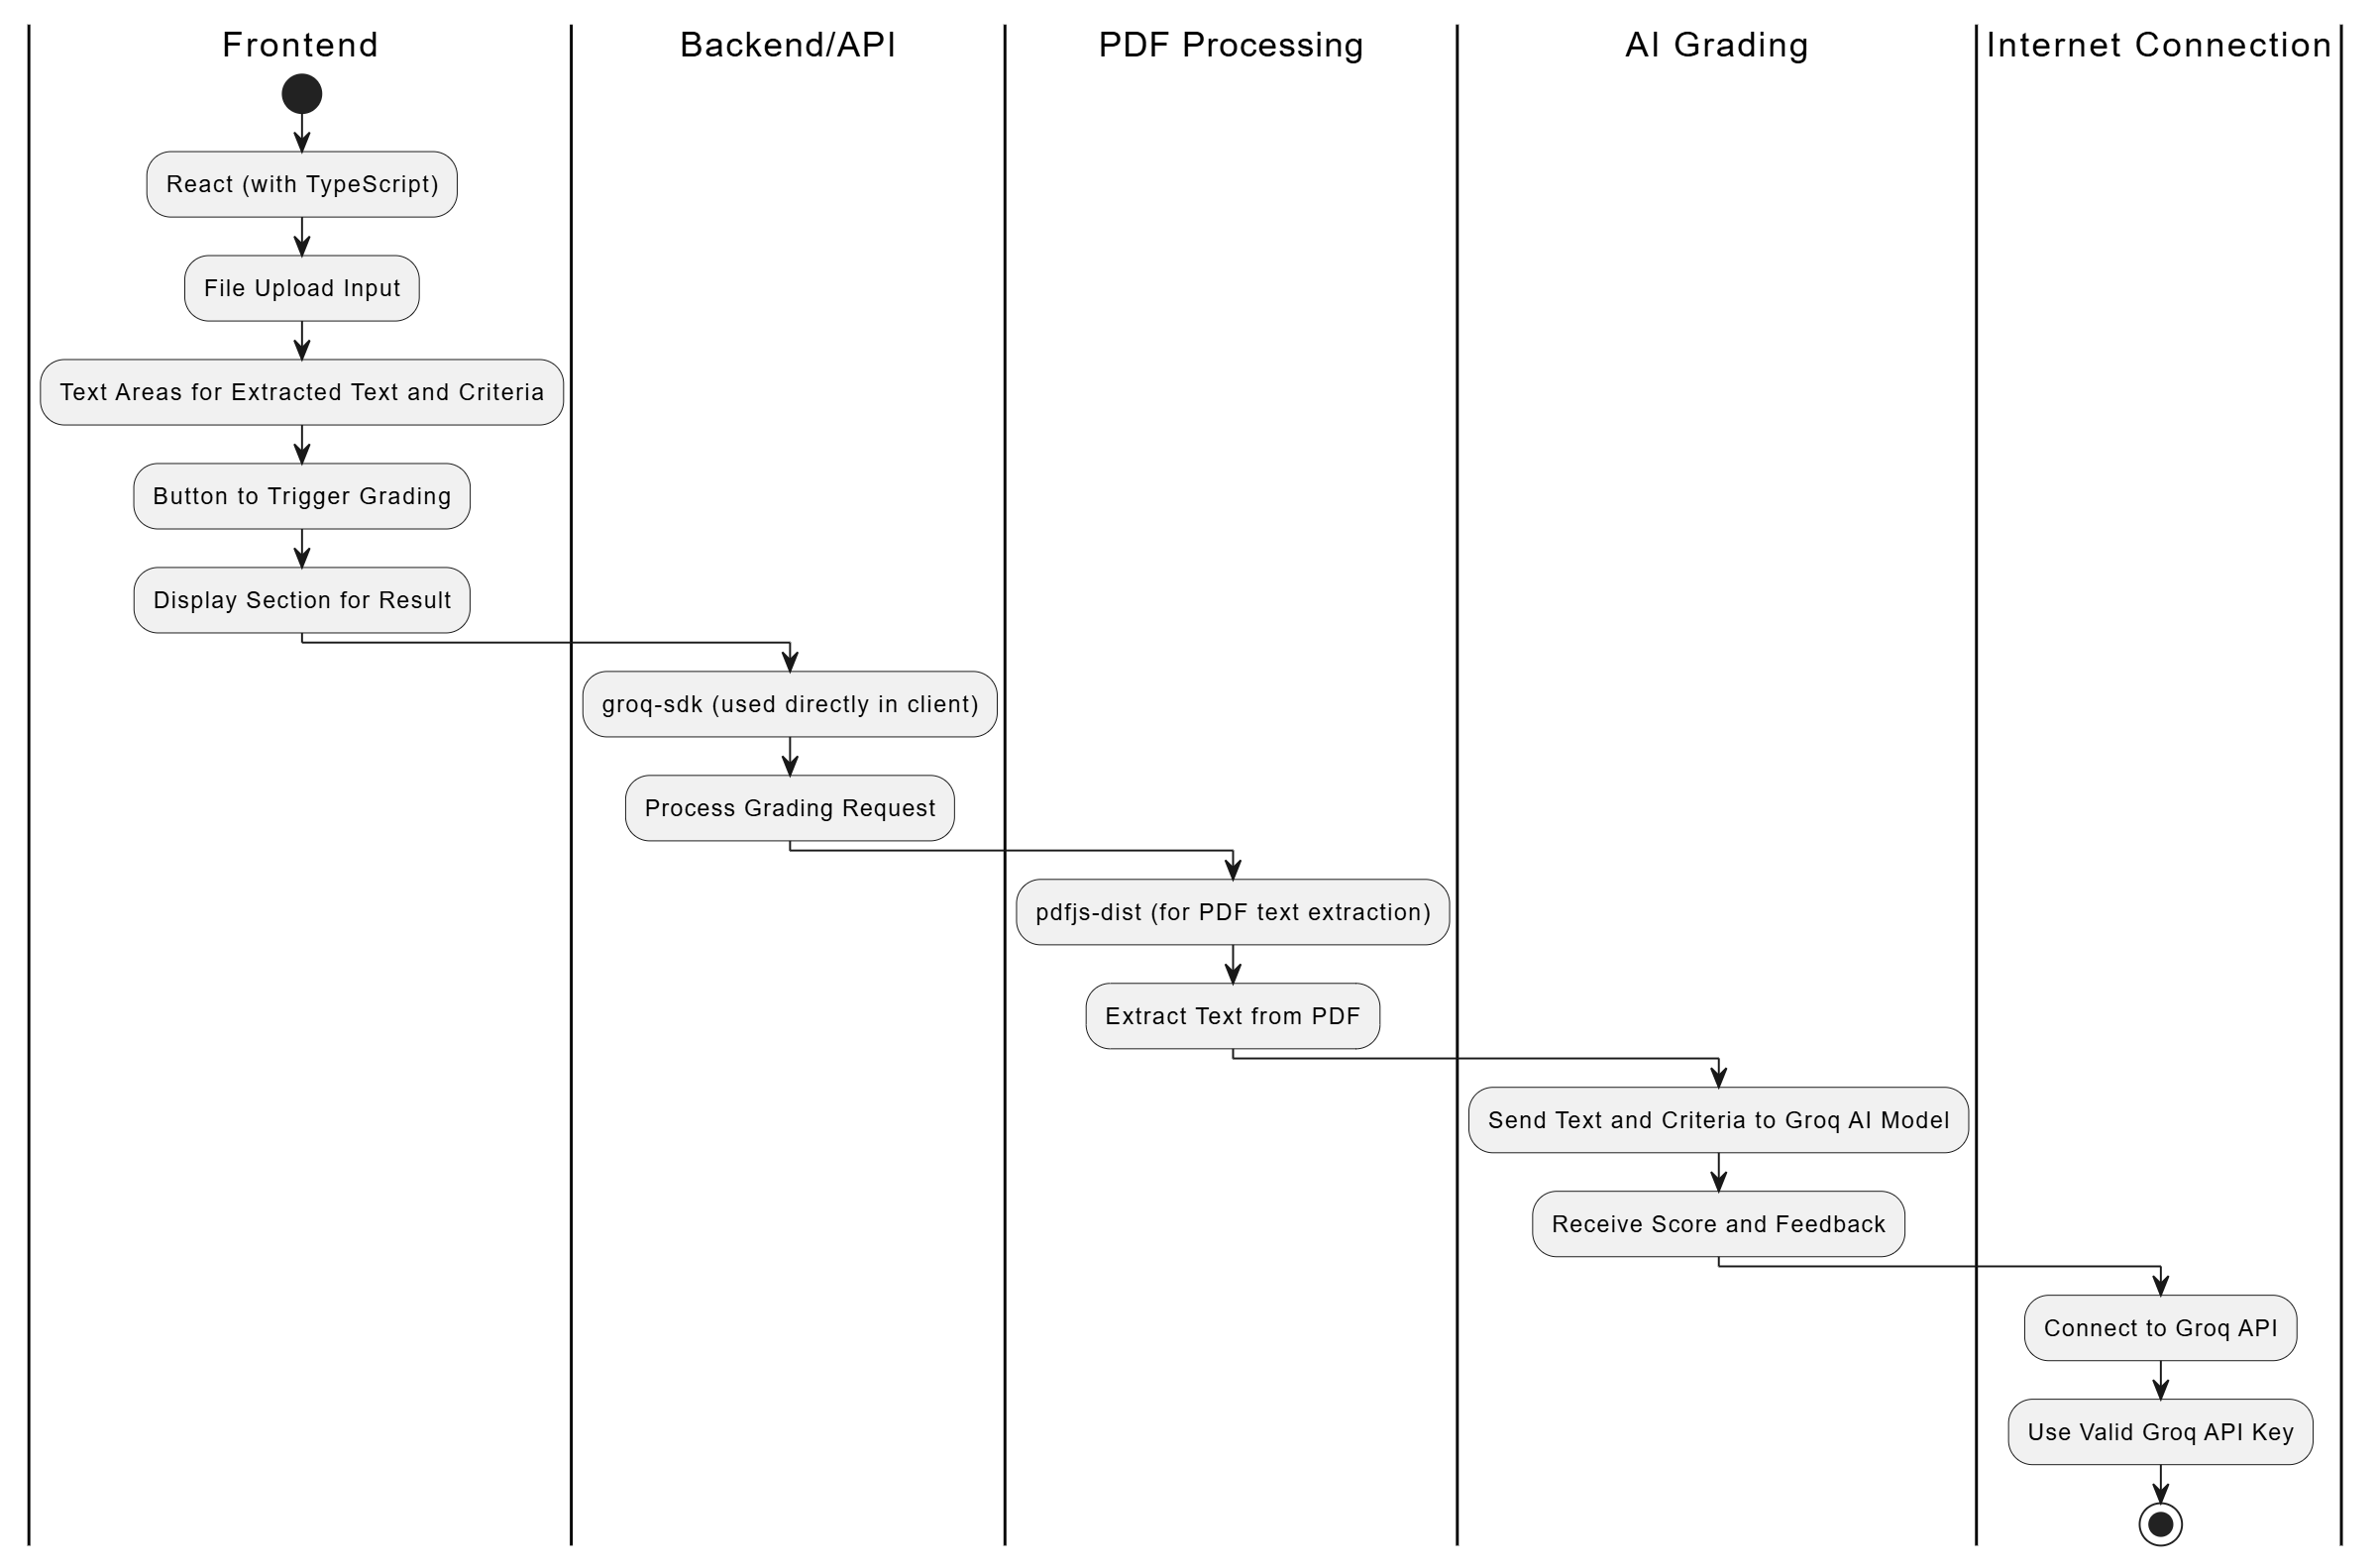 Frontend
Backend/API
PDF Processing
AI Grading
Internet Connection
React (with TypeScript)
File Upload Input
Text Areas for Extracted Text and Criteria
Button to Trigger Grading
Display Section for Result
groq-sdk (used directly in client)
Process Grading Request
pdfjs-dist (for PDF text extraction)
Extract Text from PDF
Send Text and Criteria to Groq AI Model
Receive Score and Feedback
Connect to Groq API
Use Valid Groq API Key